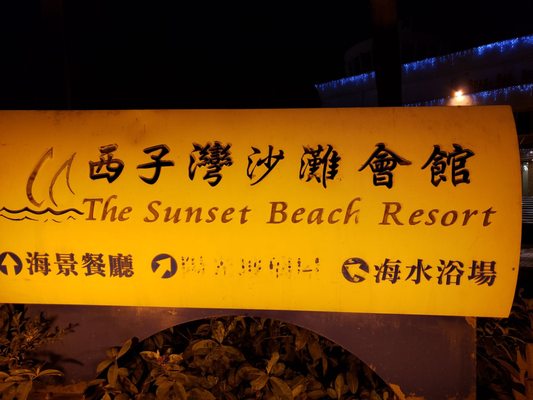 西子灣沙灘會館
The Sunset Beach Resort
海景餐廳 海水浴場